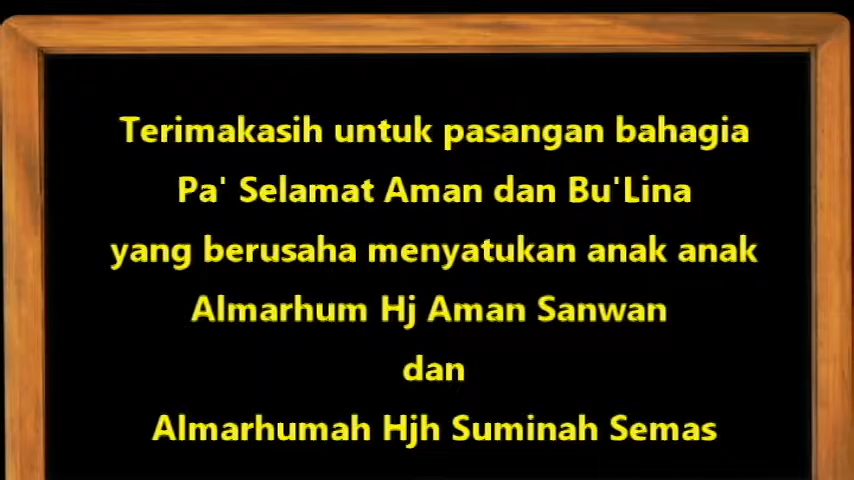 Terimakasih untuk pasangan bahagia
Pa' Selamat Aman dan Bu'Lina
yang berusaha menyatukan anak anak
Almarhum Hj Aman Sanwan
dan
Almarhumah Hjh Suminah Semas